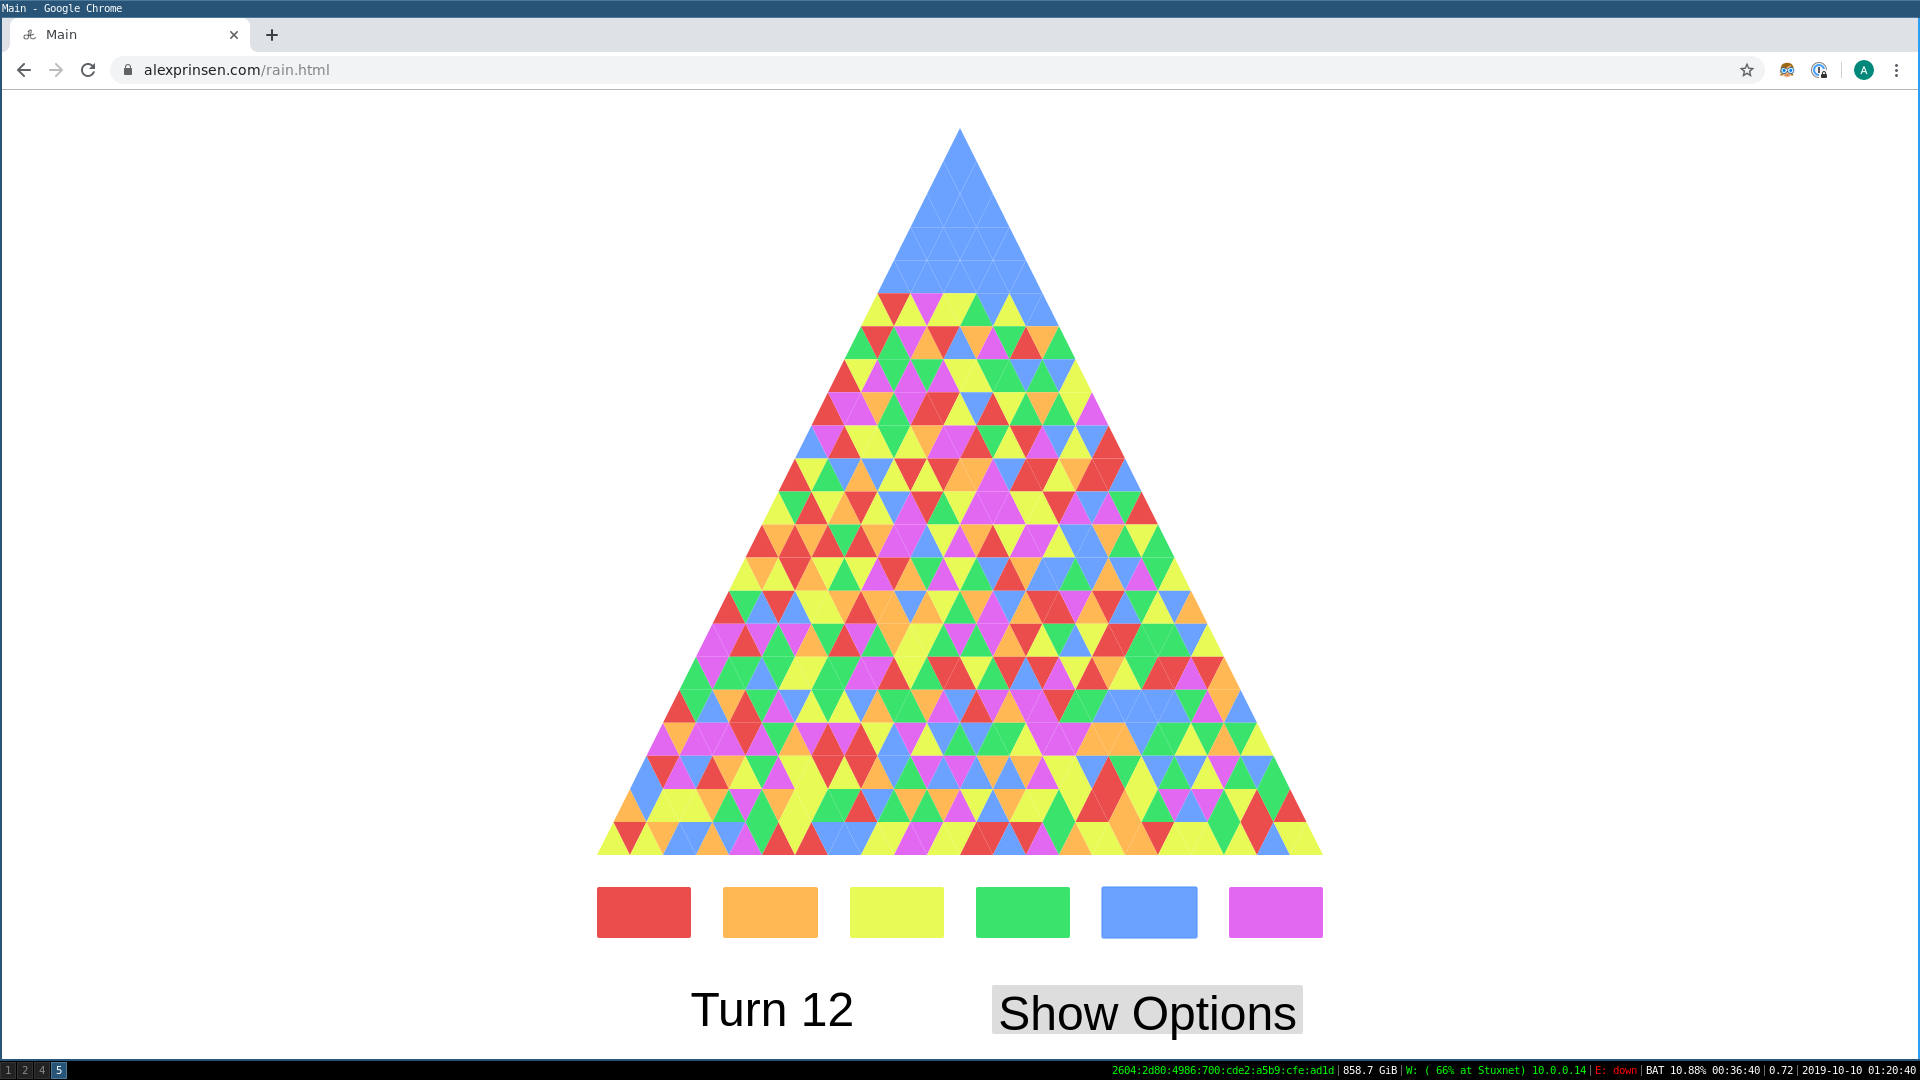 Main - Google Chrome
Main
alexprinsen.com/rain.html
A
Turn 12
Show Options
1 2 4 5
2604:2d80:4986:700:cde2:a5b9:cfe:ad1d|858.7 GiB|W: ( 66% at Stuxnet) 10.0.0.14|E: down|BAT 10.88% 00:36:40|0.72|2019-10-10 01:20:40